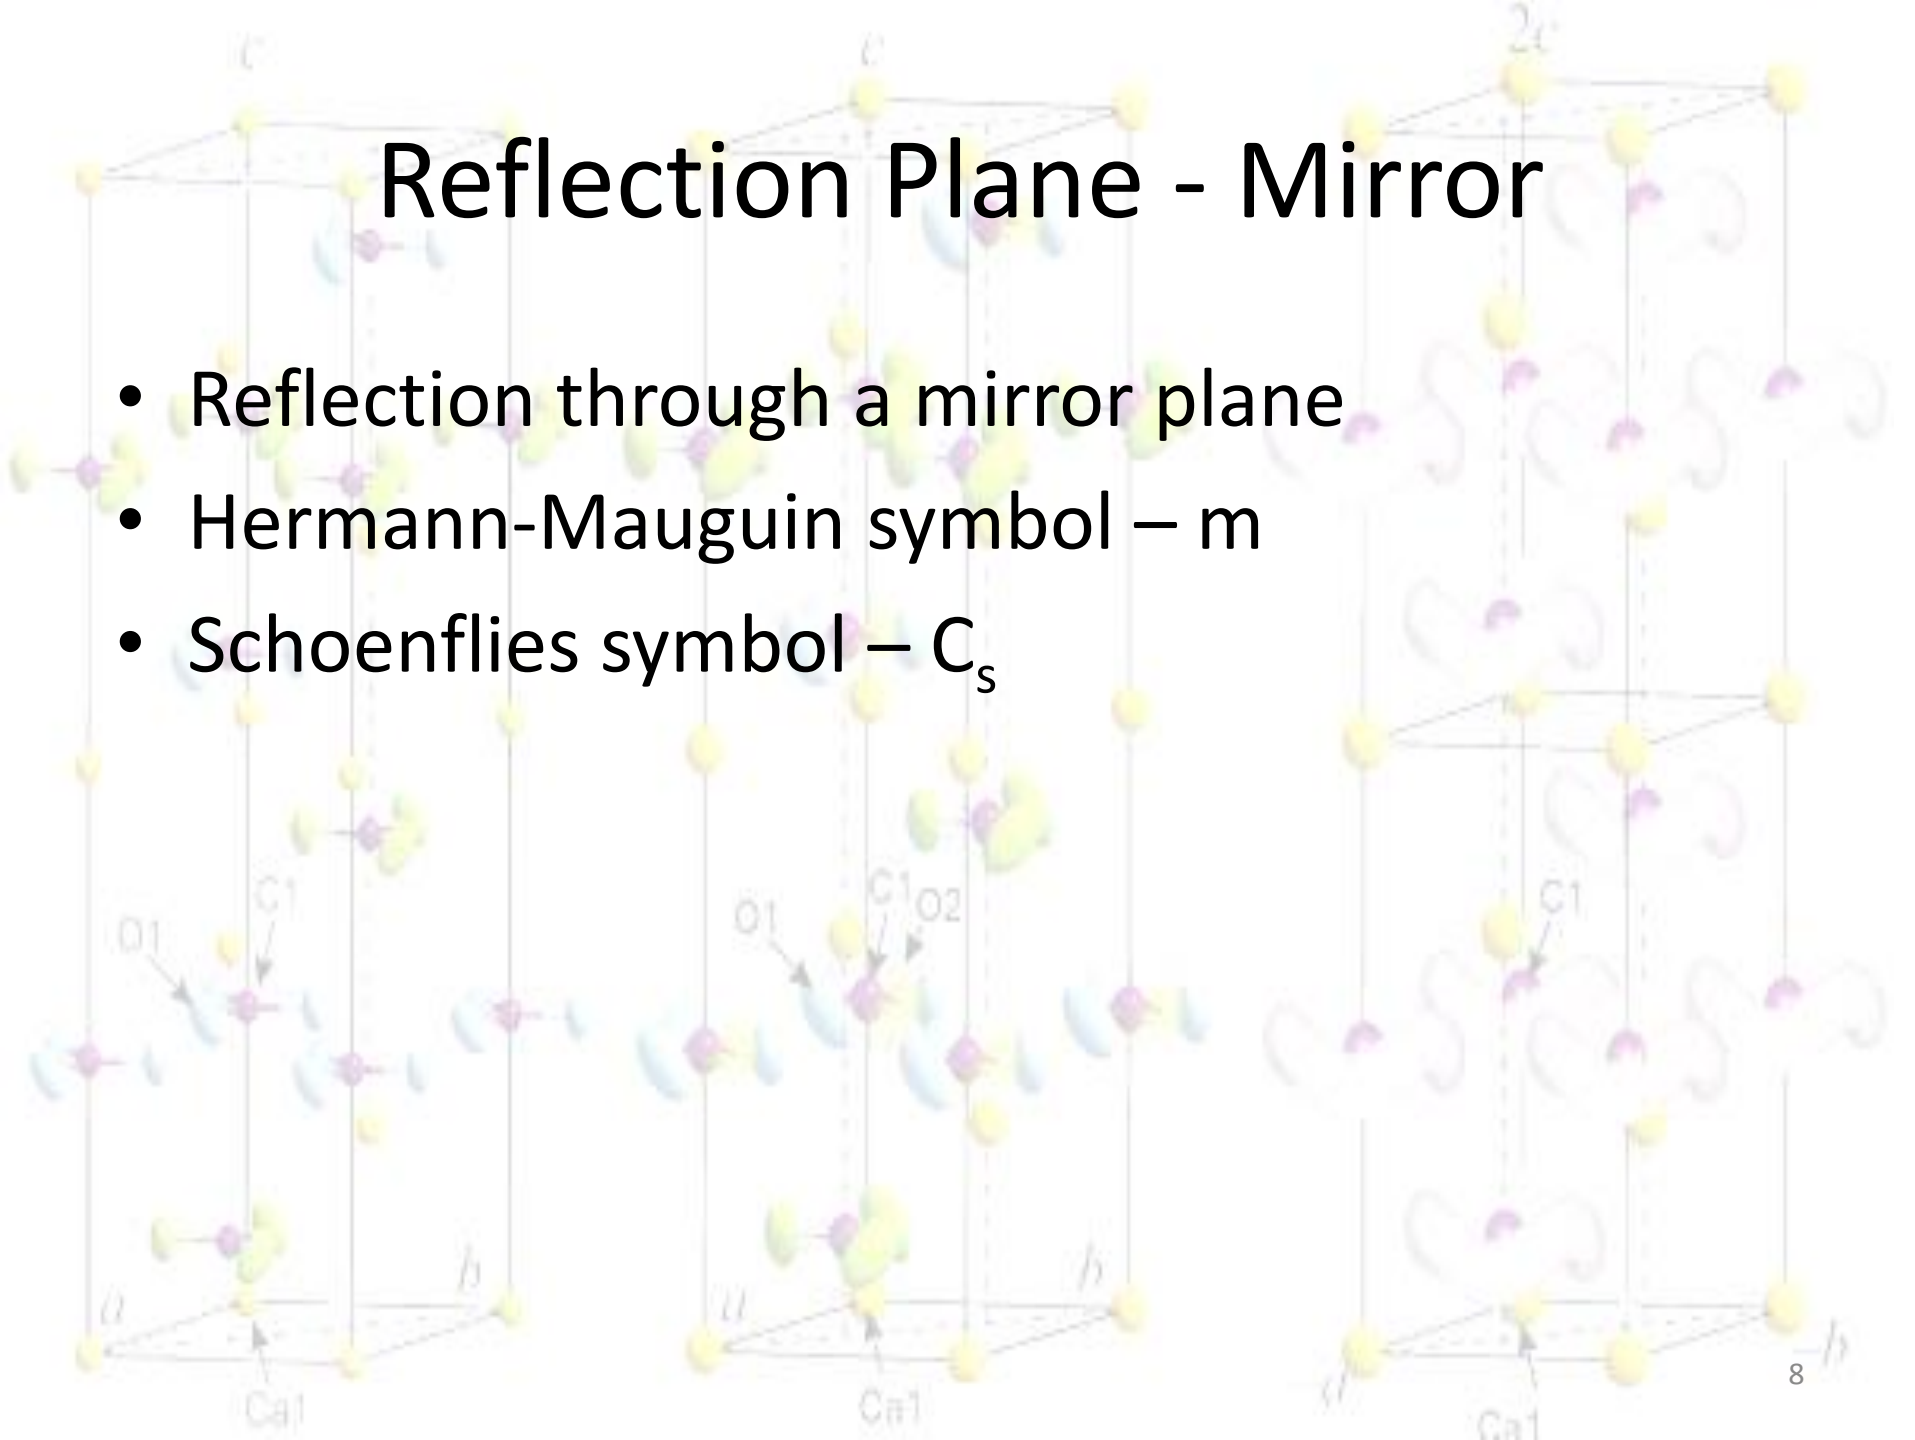 c c 2c
Reflection Plane - Mirror
• Reflection through a mirror plane
• Hermann-Mauguin symbol – m
• Schoenflies symbol – Cₛ
O1 C1 O1 C1 O2 C1
a b a b a b
8
Ca1 Ca1 Ca1